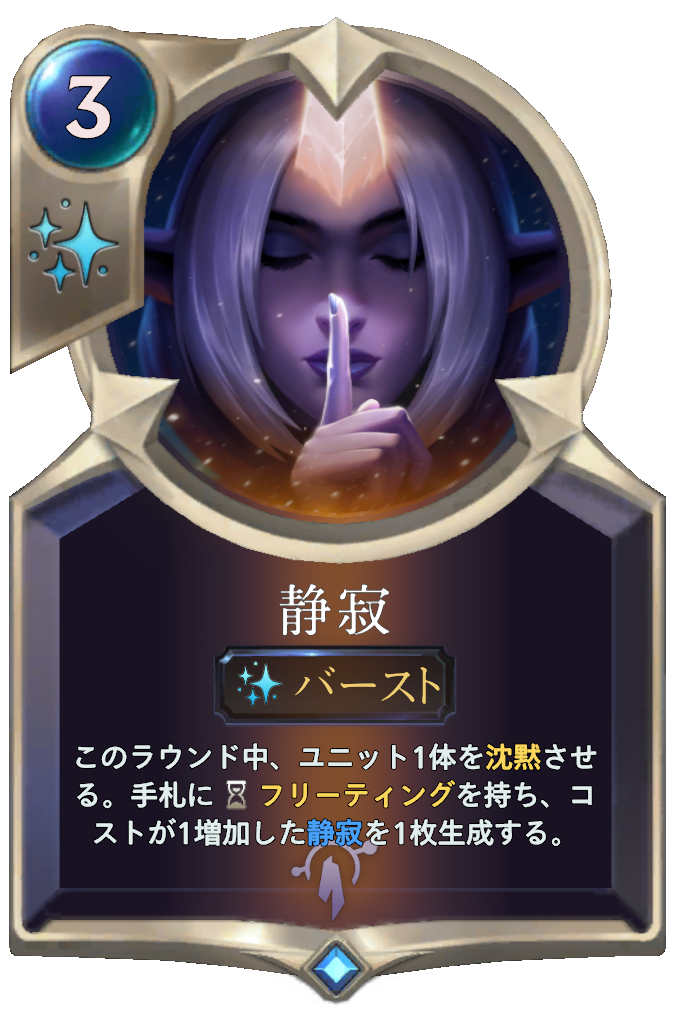 3
静寂
バースト
このラウンド中、ユニット1体を沈黙させ
る。手札に フリーティングを持ち、コ
ストが1増加した静寂を1枚生成する。